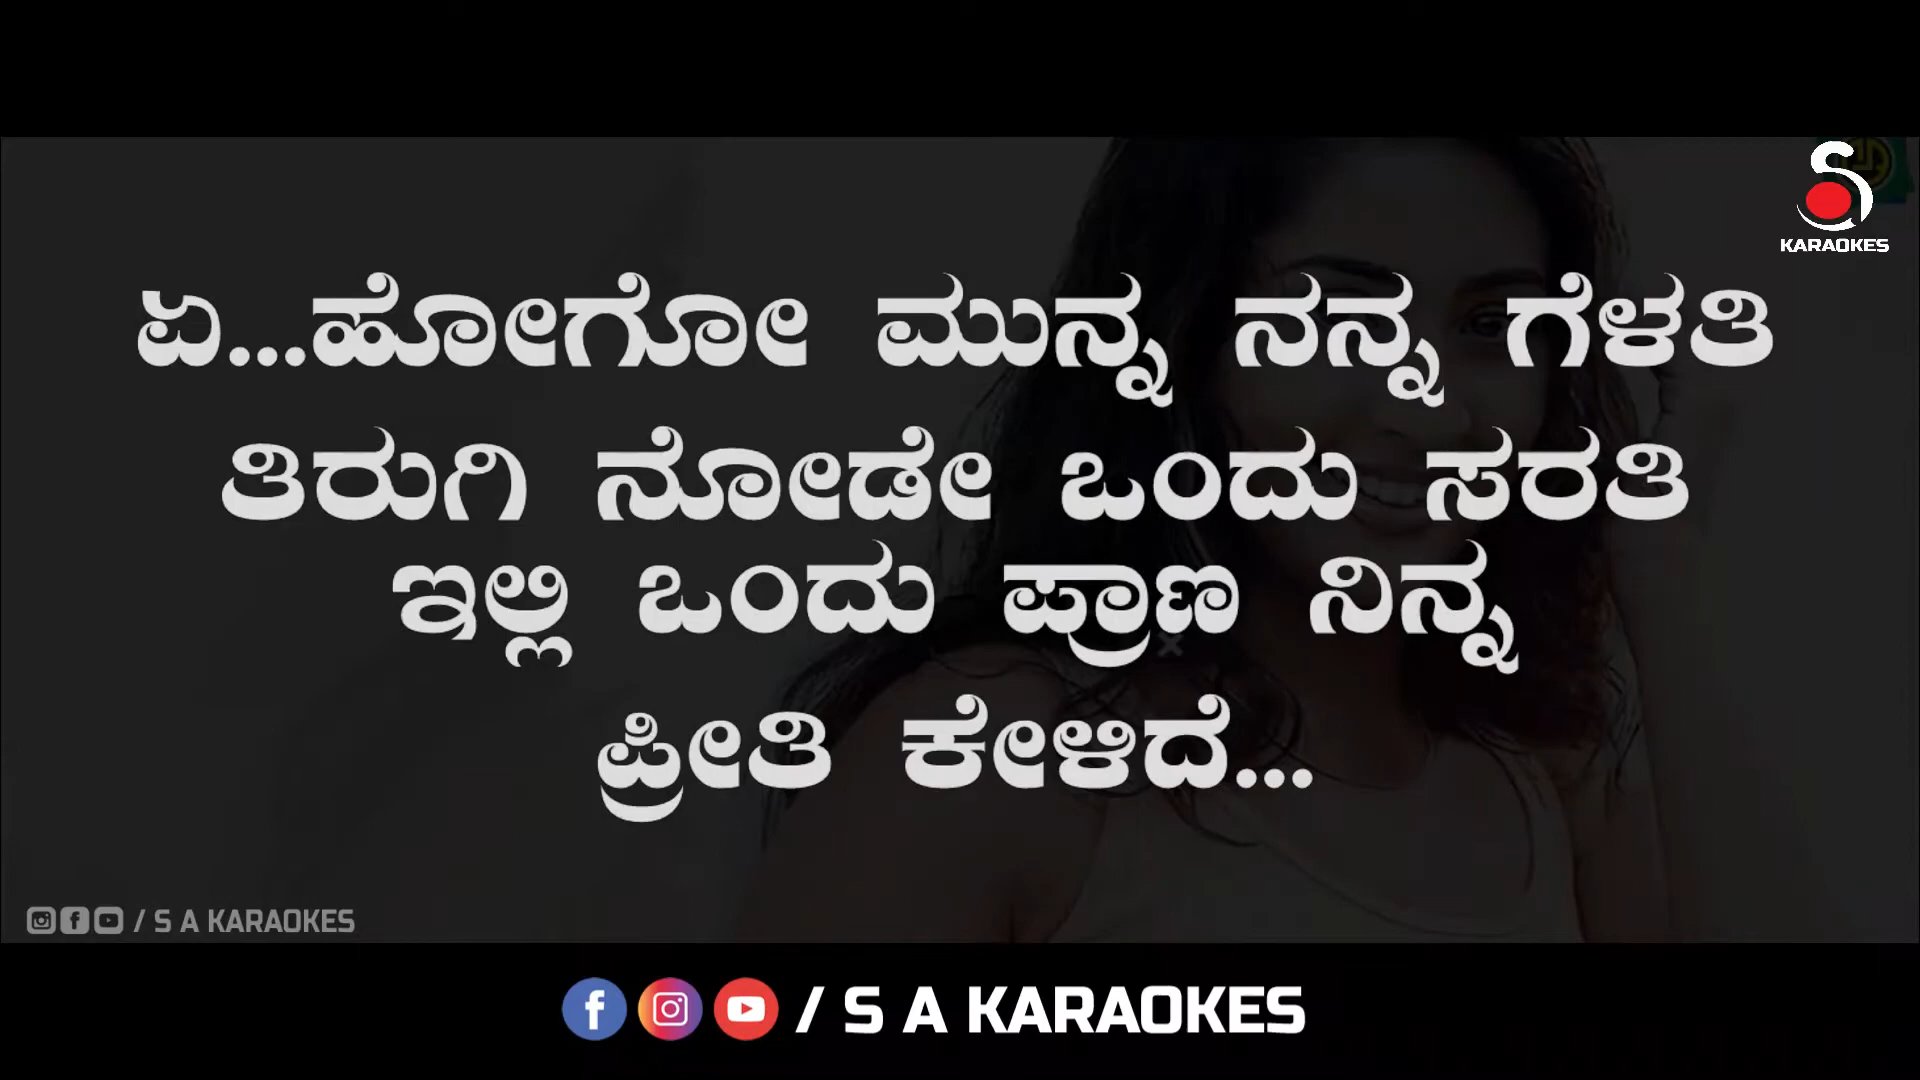 KARAOKES
ಏ...ಹೋಗೋ ಮುನ್ನ ನನ್ನ ಗೆಳತಿ
ತಿರುಗಿ ನೋಡೇ ಒಂದು ಸರತಿ
ಇಲ್ಲಿ ಒಂದು ಪ್ರಾಣ ನಿನ್ನ
ಪ್ರೀತಿ ಕೇಳಿದೆ...
/ S A KARAOKES
/ S A KARAOKES